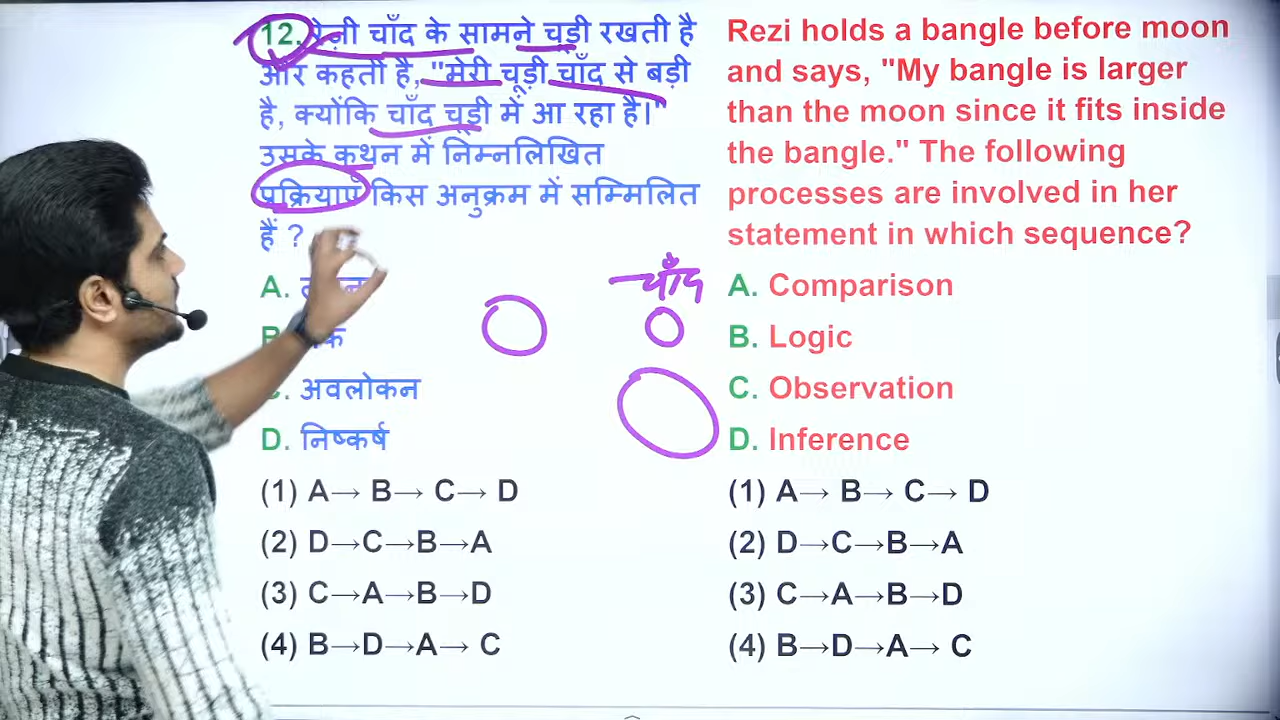 12. रेज़ी चाँद के सामने चूड़ी रखती है
और कहती है, "मेरी चूड़ी चाँद से बड़ी
है, क्योंकि चाँद चूड़ी में आ रहा है।"
उसके कथन में निम्नलिखित
प्रक्रियाएँ किस अनुक्रम में सम्मिलित
हैं ?
A.
C. अवलोकन
D. निष्कर्ष
(1) A→ B→ C→ D
(2) D→C→B→A
(3) C→A→B→D
(4) B→D→A→ C
चाँद
Rezi holds a bangle before moon
and says, "My bangle is larger
than the moon since it fits inside
the bangle." The following
processes are involved in her
statement in which sequence?
A. Comparison
B. Logic
C. Observation
D. Inference
(1) A→ B→ C→ D
(2) D→C→B→A
(3) C→A→B→D
(4) B→D→A→ C